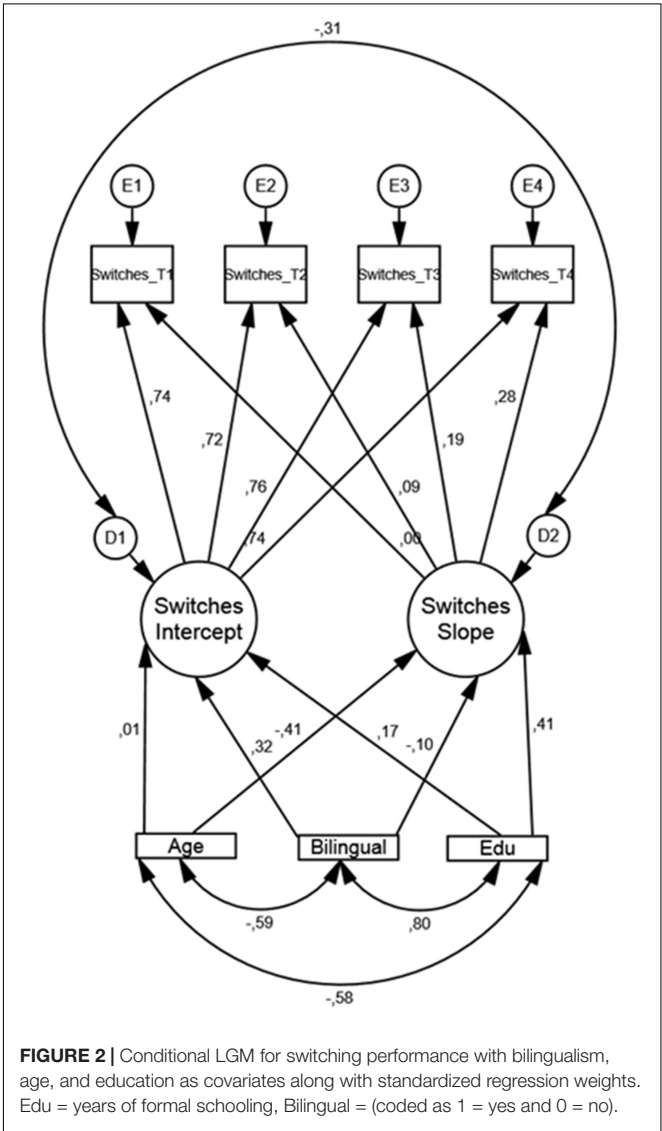 -,31
E1 E2 E3 E4
Switches_T1 Switches_T2 Switches_T3 Switches_T4
,74 ,28
,72 ,19
,76 ,09
,74 ,00
D1 D2
Switches Intercept
Switches Slope
,01 ,32 -,41 ,17 -,10 ,41
Age Bilingual Edu
-,59 ,80
-,58
FIGURE 2 | Conditional LGM for switching performance with bilingualism,
age, and education as covariates along with standardized regression weights.
Edu = years of formal schooling, Bilingual = (coded as 1 = yes and 0 = no).